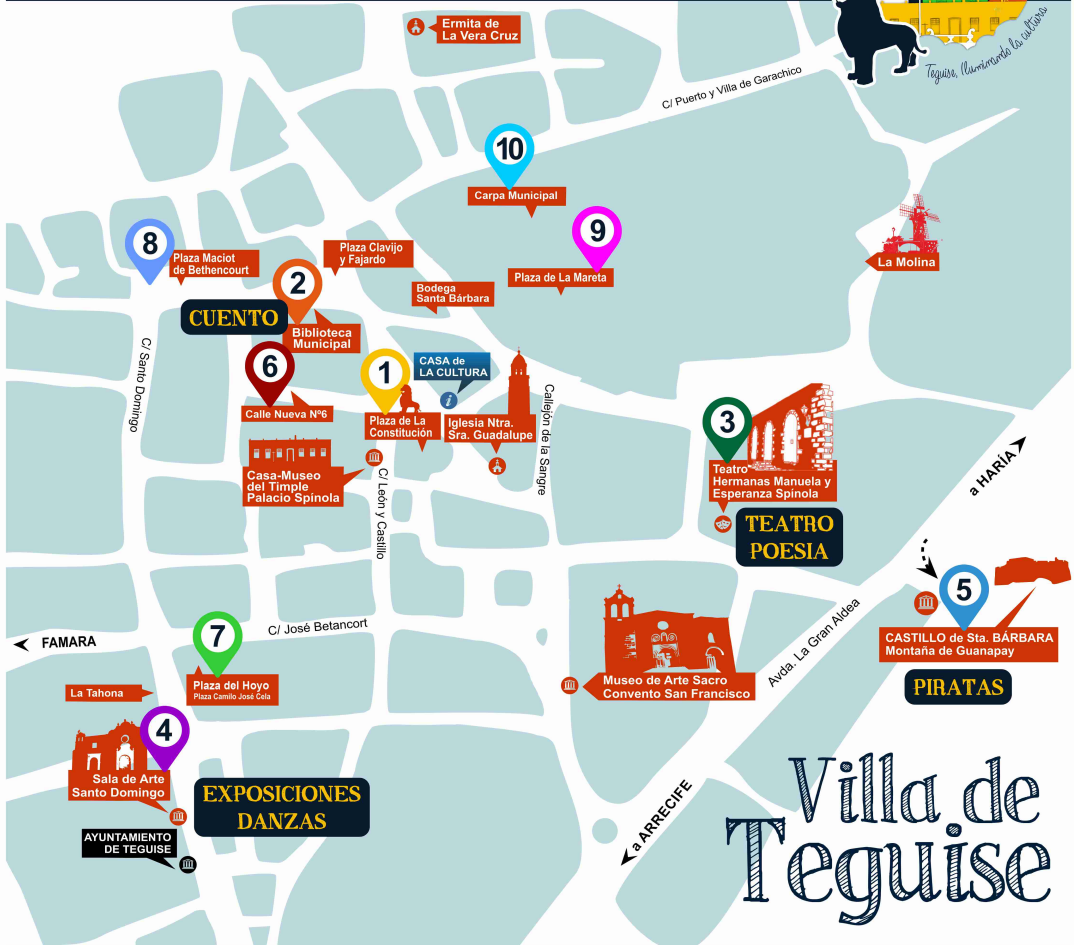 Teguise, iluminando la cultura
Ermita de
La Vera Cruz
C/ Puerto y Villa de Garachico
10
Carpa Municipal
8
Plaza Maciot
de Bethencourt
Plaza Clavijo
y Fajardo
9
Plaza de La Mareta
La Molina
2
Bodega
Santa Bárbara
CUENTO
Biblioteca
Municipal
C/ Santo Domingo
6
Calle Nueva Nº6
1
Plaza de La
Constitución
CASA de
LA CULTURA
i
Iglesia Ntra.
Sra. Guadalupe
Callejón de la Sangre
3
Teatro
Hermanas Manuela y
Esperanza Spínola
TEATRO
POESIA
a HARÍA
Casa-Museo
del Timple
Palacio Spinola
C/ León y Castillo
5
CASTILLO de Sta. BÁRBARA
Montaña de Guanapay
PIRATAS
FAMARA
7
C/ José Betancort
Plaza del Hoyo
Plaza Camilo José Cela
La Tahona
Avda. La Gran Aldea
Museo de Arte Sacro
Convento San Francisco
4
Sala de Arte
Santo Domingo
EXPOSICIONES
DANZAS
AYUNTAMIENTO
DE TEGUISE
a ARRECIFE
Villa de
Teguise